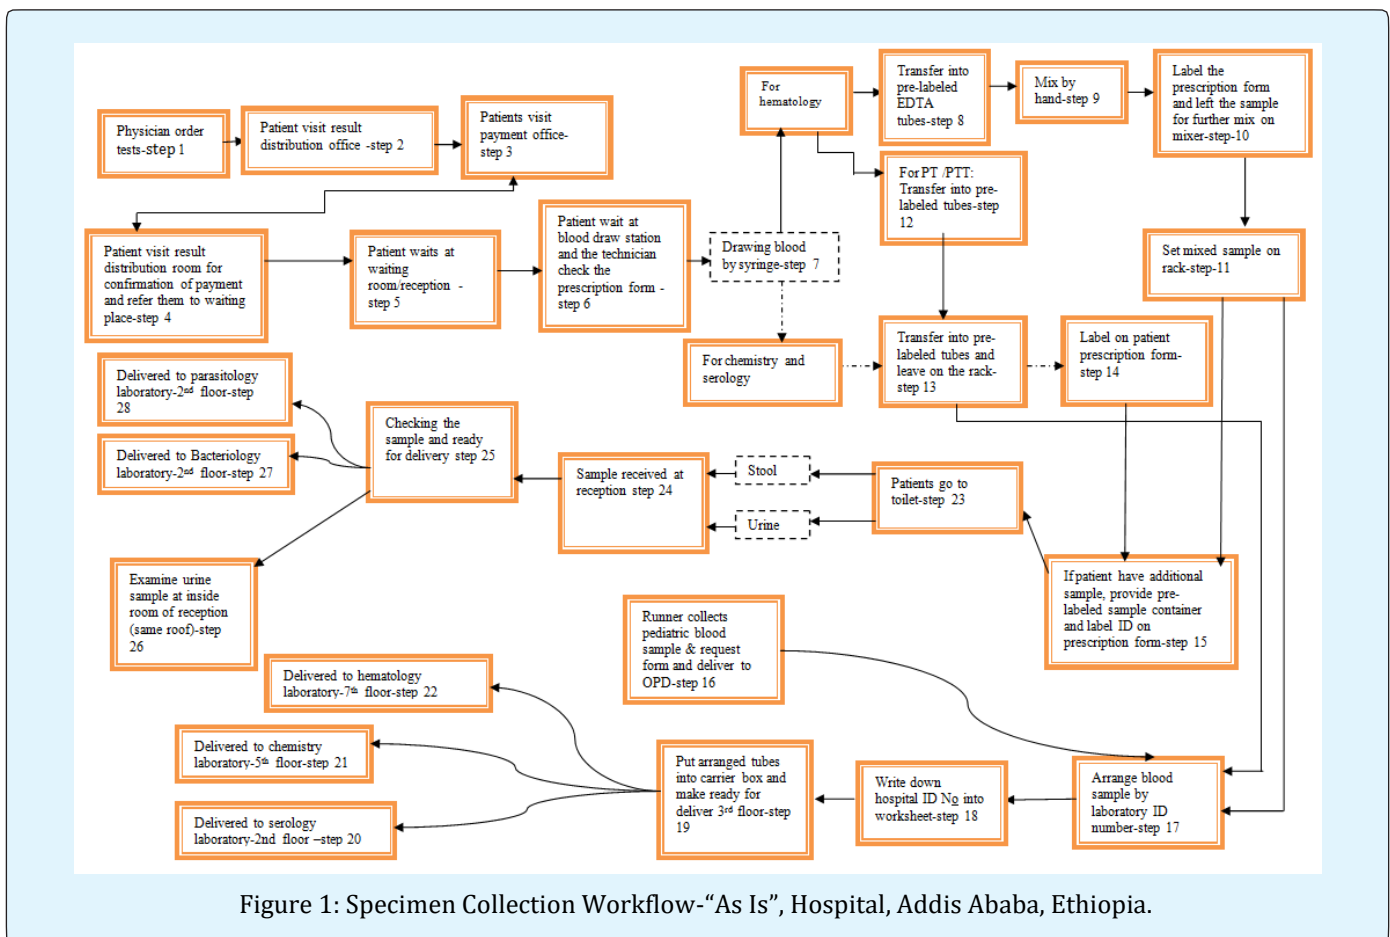 Physician order
tests-step 1
Patient visit result
distribution office -step 2
Patients visit
payment office-
step 3
Patient visit result
distribution room for
confirmation of payment
and refer them to waiting
place-step 4
Patient waits at
waiting
room/reception -
step 5
Patient wait at
blood draw station
and the technician
check the
prescription form -
step 6
Drawing blood
by syringe-step 7
For
hematology
Transfer into
pre-labeled
EDTA
tubes-step 8
Mix by
hand-step 9
Label the
prescription form
and left the sample
for further mix on
mixer-step-10
Set mixed sample on
rack-step-11
For PT /PTT:
Transfer into pre-
labeled tubes-step
12
For chemistry and
serology
Transfer into pre-
labeled tubes and
leave on the rack-
step 13
Label on patient
prescription form-
step 14
If patient have additional
sample, provide pre-
labeled sample container
and label ID on
prescription form-step 15
Runner collects
pediatric blood
sample & request
form and deliver to
OPD-step 16
Arrange blood
sample by
laboratory ID
number-step 17
Write down
hospital ID No into
worksheet-step 18
Put arranged tubes
into carrier box and
make ready for
deliver 3rd floor-step
19
Delivered to serology
laboratory-2nd floor –step 20
Delivered to chemistry
laboratory-5th floor-step 21
Delivered to hematology
laboratory-7th floor-step 22
Patients go to
toilet-step 23
Stool
Urine
Sample received at
reception step 24
Checking the
sample and ready
for delivery step 25
Examine urine
sample at inside
room of reception
(same roof)-step
26
Delivered to Bacteriology
laboratory-2nd floor-step 27
Delivered to parasitology
laboratory-2nd floor-step
28
Figure 1: Specimen Collection Workflow-“As Is”, Hospital, Addis Ababa, Ethiopia.